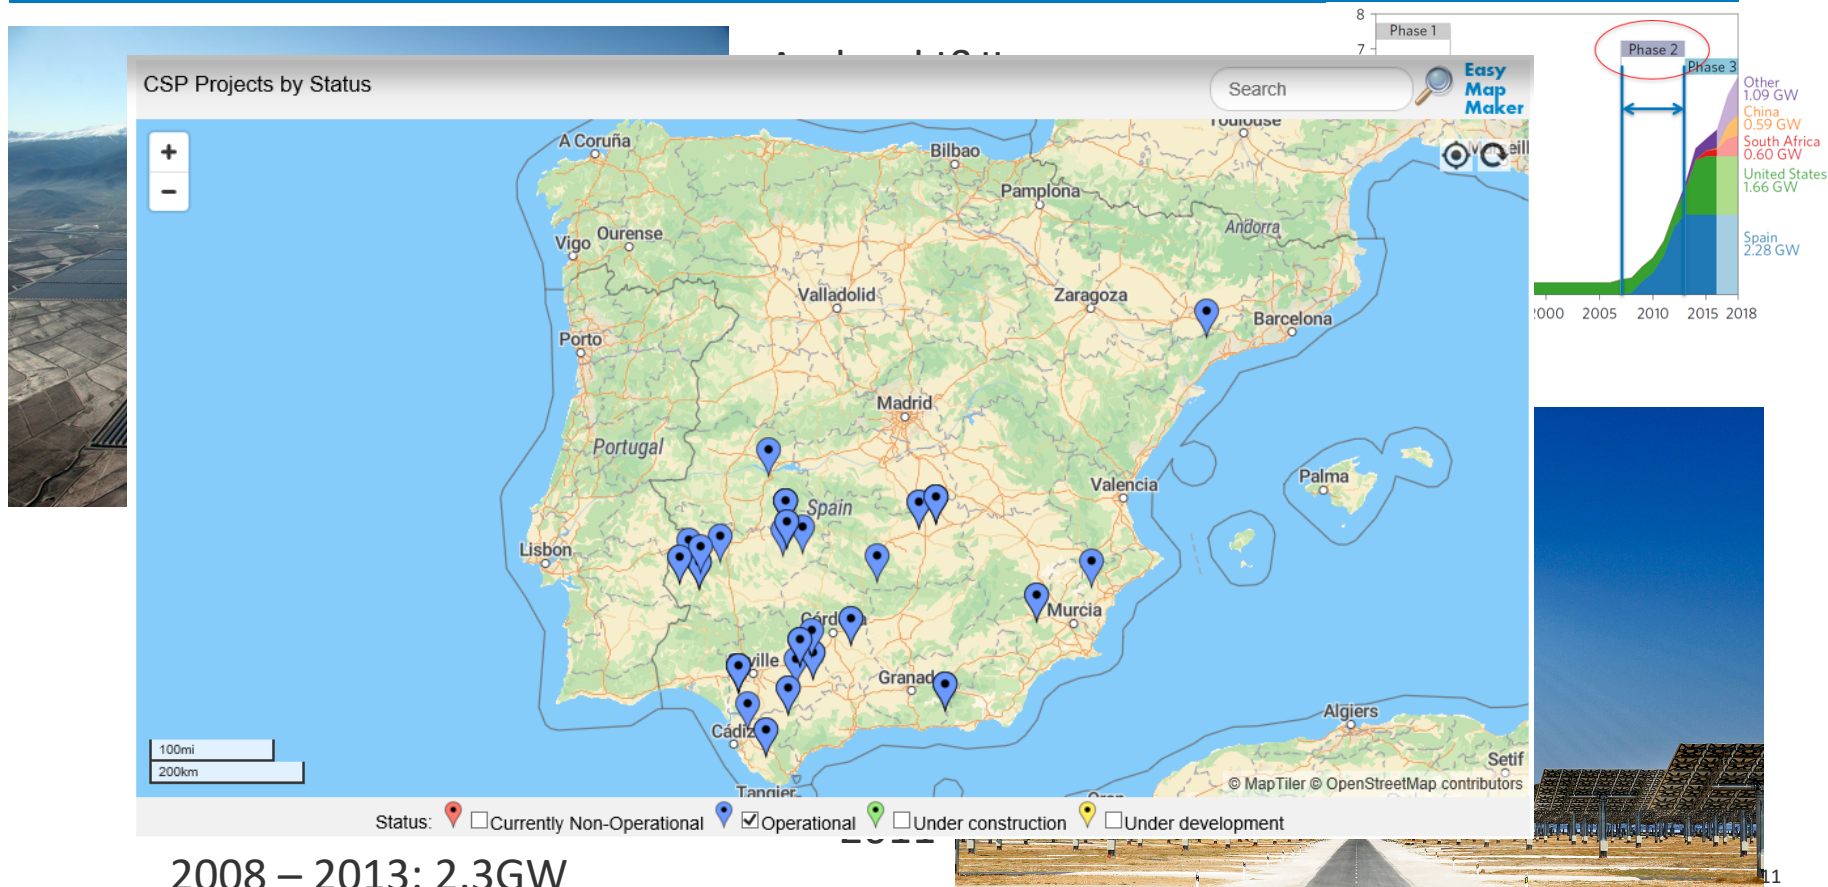 8
Phase 1
7
Phase 2
Phase 3
Other
1.09 GW
China
0.59 GW
South Africa
0.60 GW
United States
1.66 GW
Spain
2.28 GW
2005
2010
2015
2018
CSP Projects by Status
Search
Easy
Map
Maker
+
−
A Coruña
Bilbao
Toulouse
Pamplona
Andorra
Vigo
Ourense
Valladolid
Zaragoza
Barcelona
Porto
Madrid
Portugal
Palma
Valencia
Spain
Lisbon
Murcia
Granad
Cádiz
Algiers
Setif
Tangier
100mi
200km
© MapTiler © OpenStreetMap contributors
Status:
Currently Non-Operational
Operational
Under construction
Under development
2011
2008 – 2013: 2.3GW
11